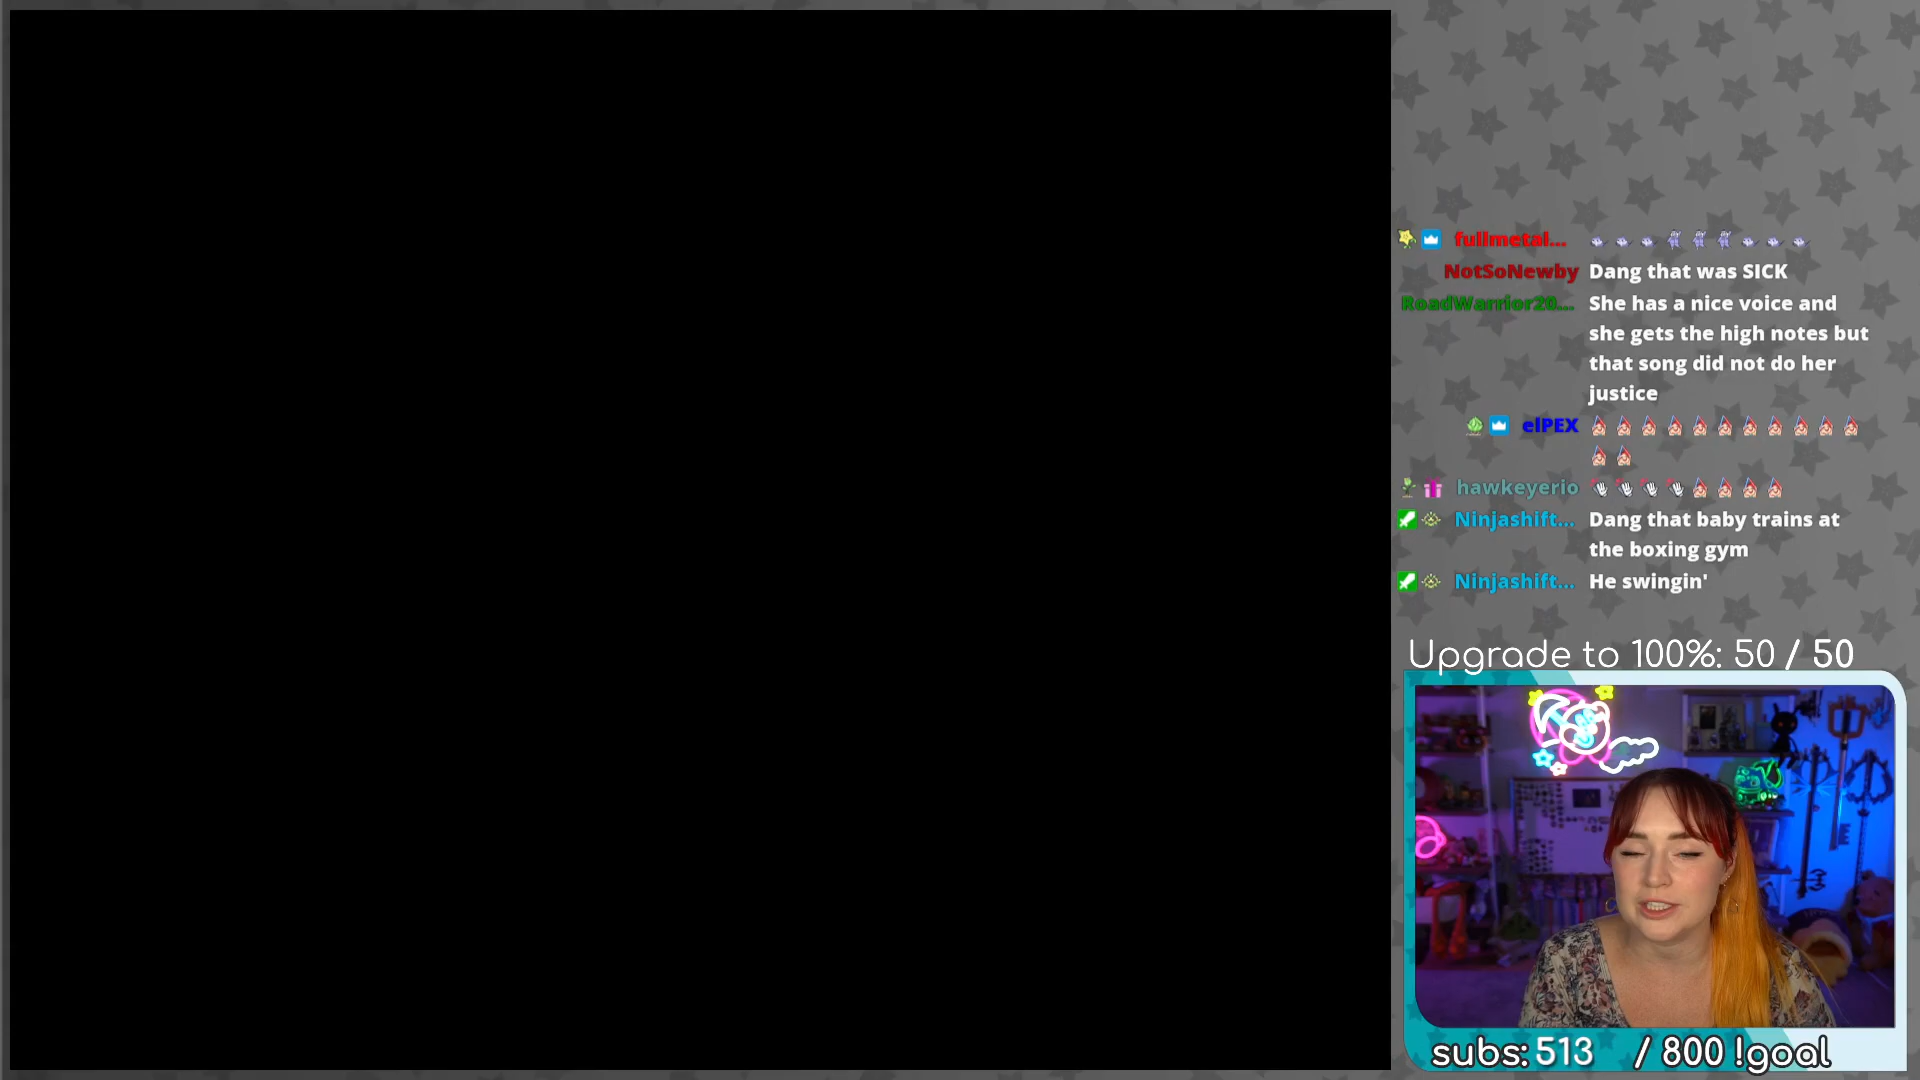 fullmetal...
NotSoNewby Dang that was SICK
RoadWarrior20... She has a nice voice and
she gets the high notes but
that song did not do her
justice
elPEX
hawkeyerio
Ninjashift... Dang that baby trains at
the boxing gym
Ninjashift... He swingin'
Upgrade to 100%: 50 / 50
subs: 513 / 800 !goal